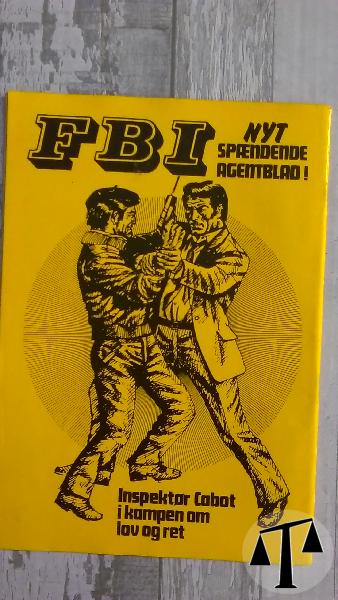 FBI
NYT
SPÆNDENDE
AGENTBLAD!
Inspektør Cabot
i kampen om
lov og ret